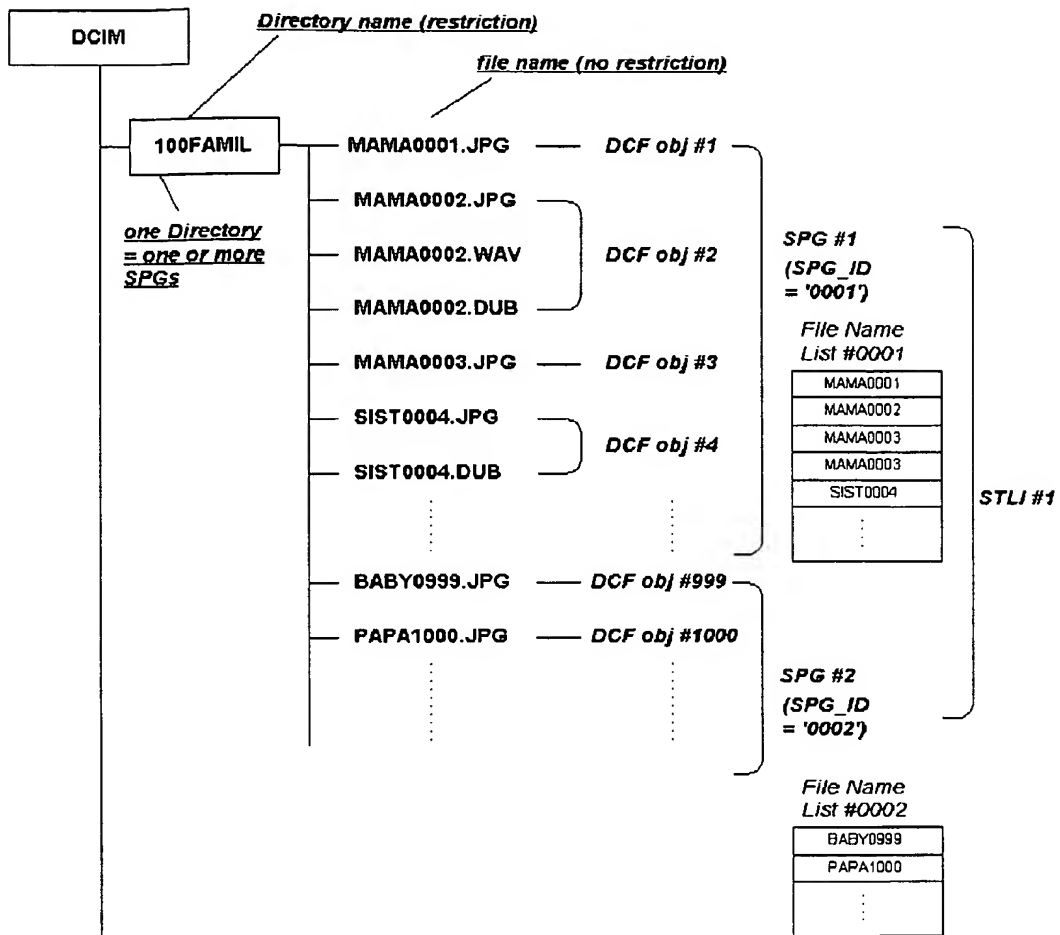 Directory name (restriction)
DCIM
file name (no restriction)
100FAMIL
MAMA0001.JPG
DCF obj #1
MAMA0002.JPG
one Directory
= one or more
SPGs
MAMA0002.WAV
DCF obj #2
MAMA0002.DUB
SPG #1
(SPG_ID
= '0001')
File Name
List #0001
MAMA0003.JPG
DCF obj #3
MAMA0001
MAMA0002
MAMA0003
MAMA0003
SIST0004
SIST0004.JPG
DCF obj #4
SIST0004.DUB
STLI #1
BABY0999.JPG
DCF obj #999
PAPA1000.JPG
DCF obj #1000
SPG #2
(SPG_ID
= '0002')
File Name
List #0002
BABY0999
PAPA1000